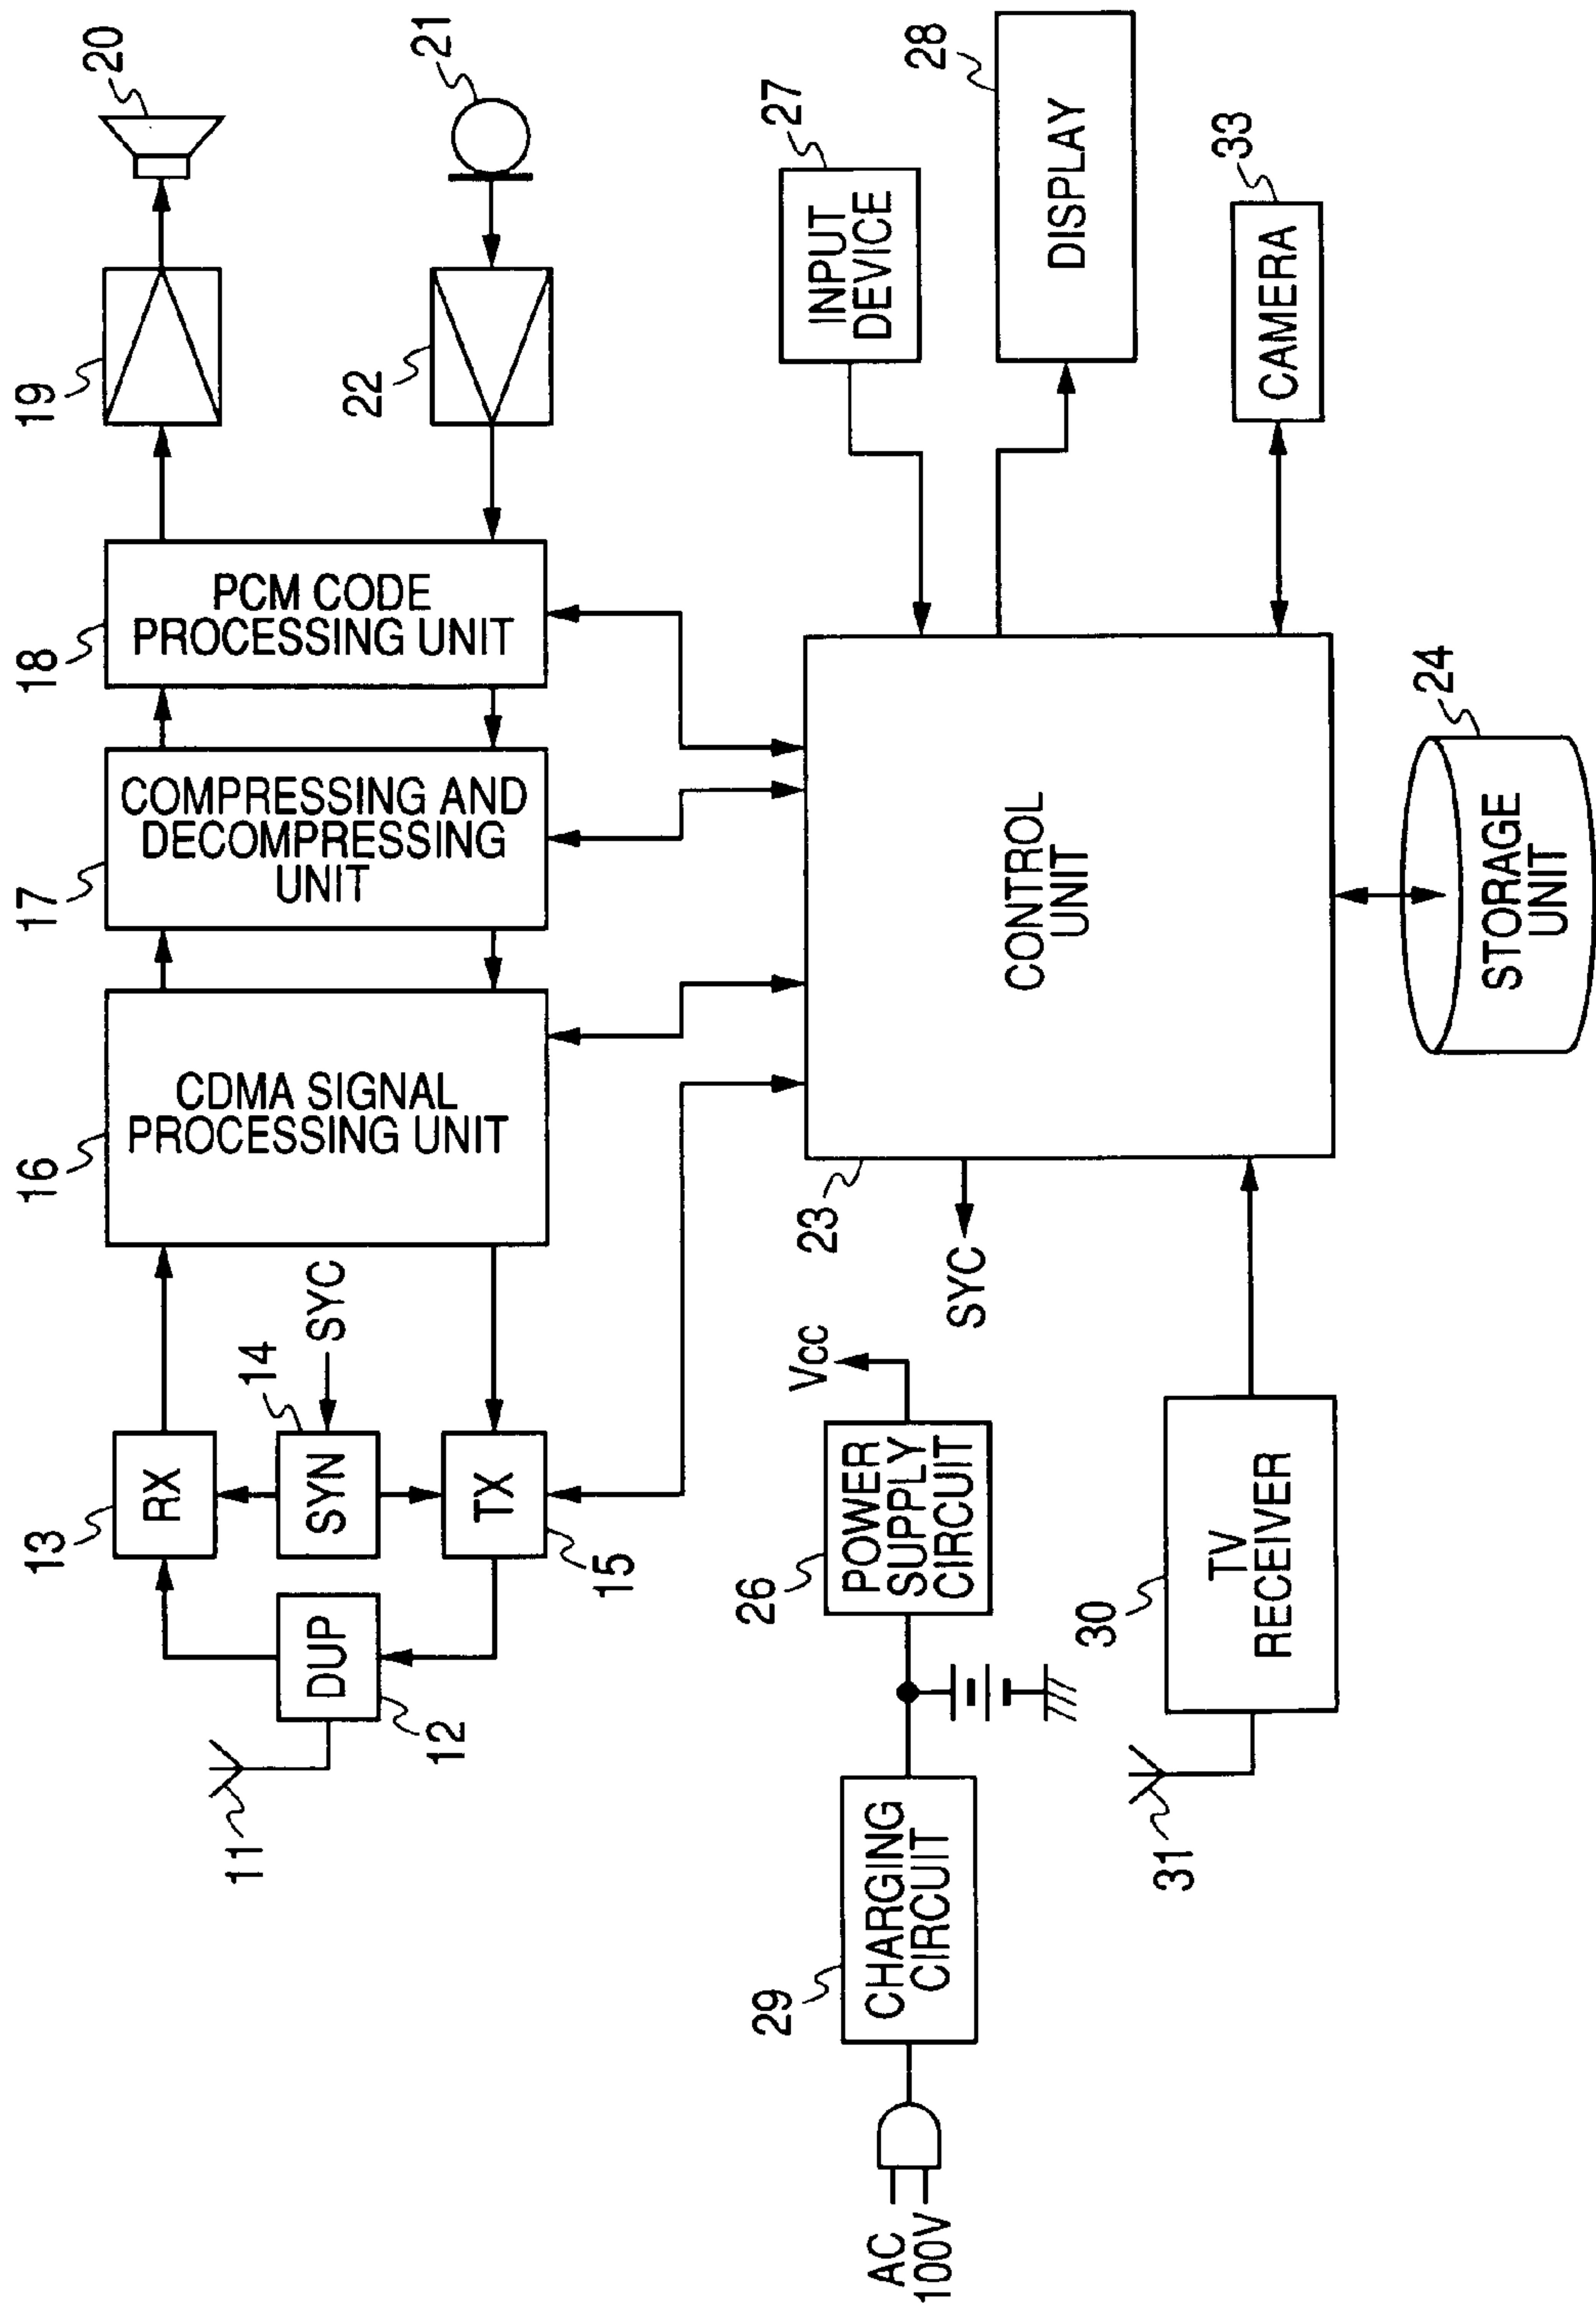 11
12
DUP
13
RX
14
SYN
SYC
15
TX
16
CDMA SIGNAL
PROCESSING UNIT
17
COMPRESSING AND
DECOMPRESSING
UNIT
18
PCM CODE
PROCESSING UNIT
19
20
21
22
AC
100V
29
CHARGING
CIRCUIT
26
POWER
SUPPLY
CIRCUIT
Vcc
SYC
23
CONTROL
UNIT
27
INPUT
DEVICE
28
DISPLAY
31
30
TV
RECEIVER
33
CAMERA
24
STORAGE
UNIT